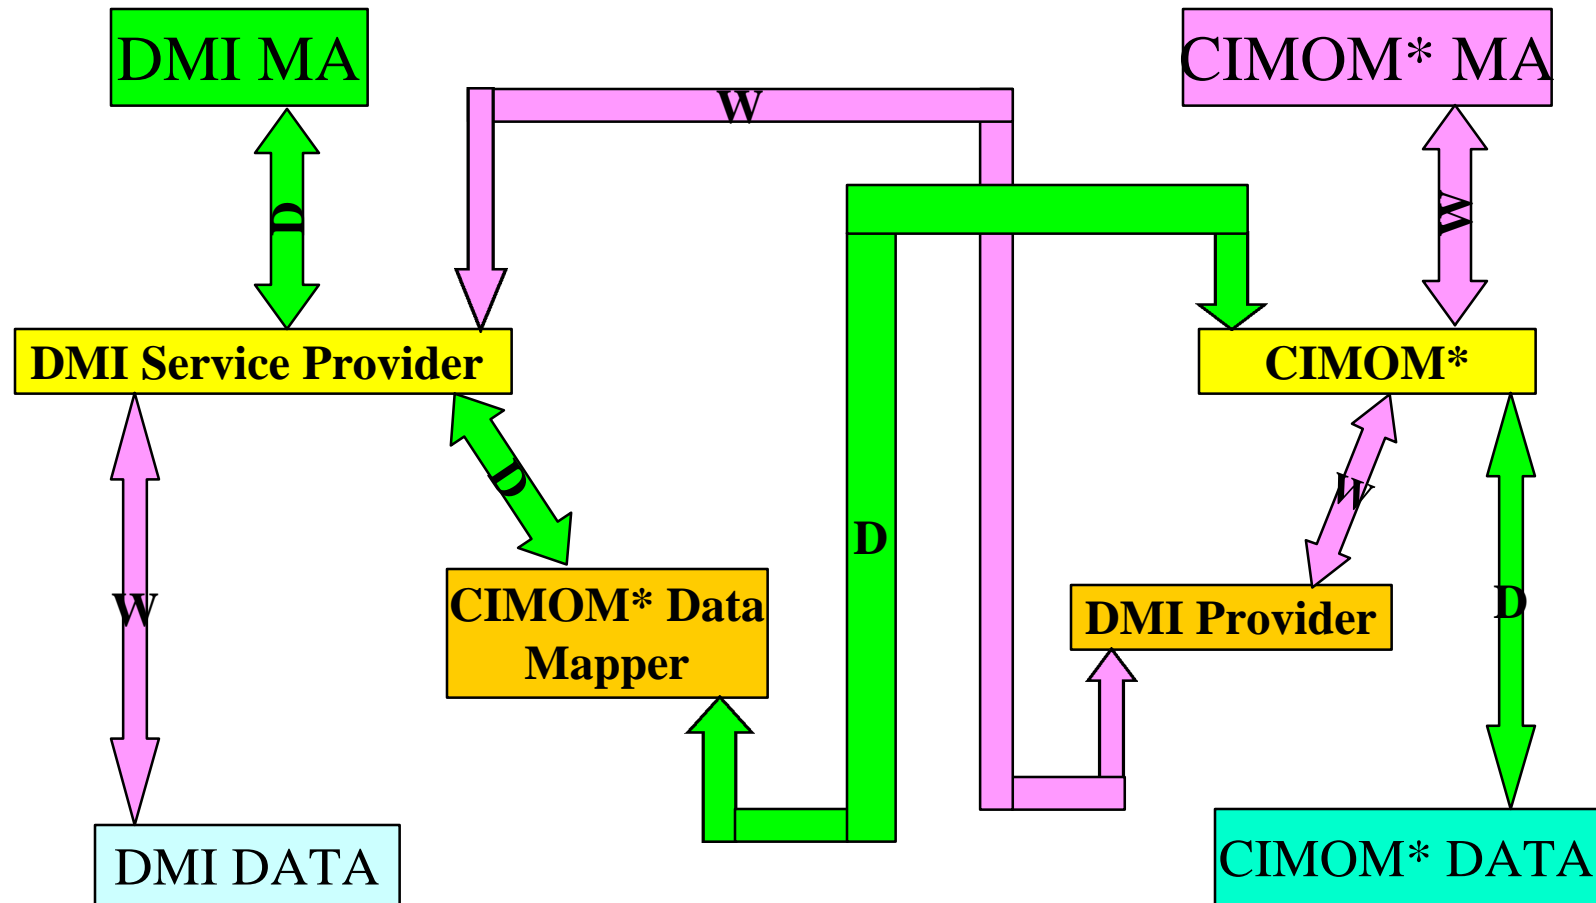 DMI MA
CIMOM* MA
W
D
W
DMI Service Provider
CIMOM*
D
W
D
W
CIMOM* Data
Mapper
DMI Provider
D
W
DMI DATA
CIMOM* DATA